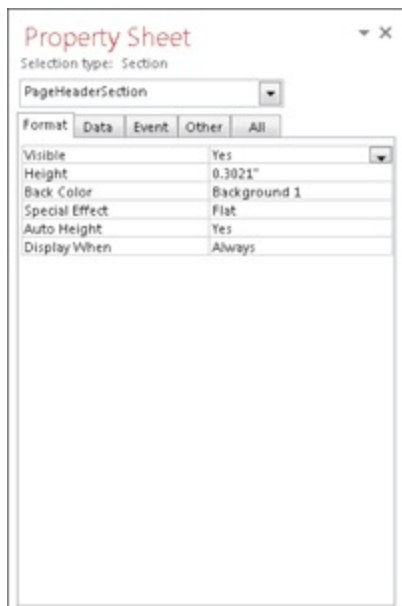 Property Sheet
Selection type: Section
PageHeaderSection
Format Data Event Other All
Visible Yes
Height 0.3021"
Back Color Background 1
Special Effect Flat
Auto Height Yes
Display When Always